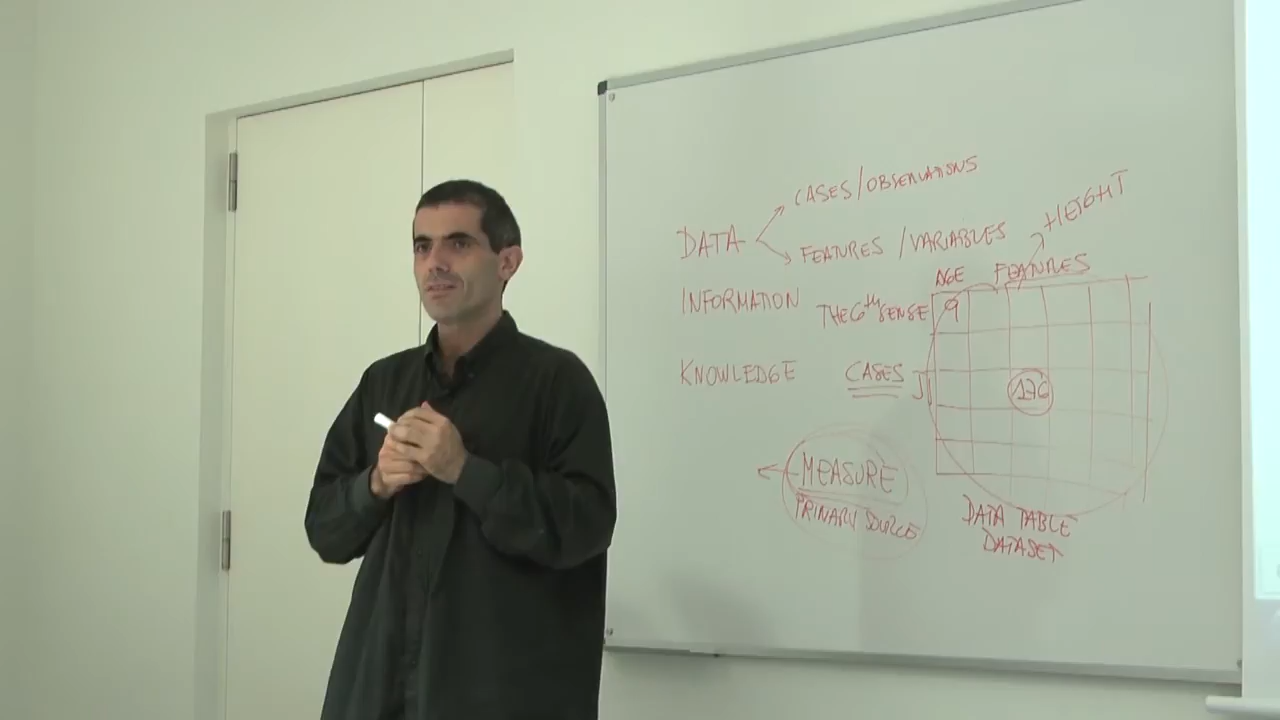 CASES/OBSERVATIONS
HEIGHT
DATA
FEATURES /VARIABLES
AGE FEATURES
INFORMATION
THE 6TH SENSE
9
KNOWLEDGE
CASES
176
MEASURE
PRIMARY SOURCE
DATA TABLE
DATASET